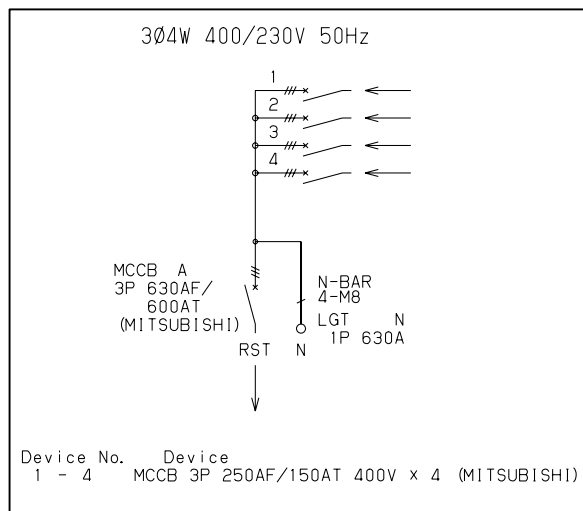 3Ø4W 400/230V 50Hz
1
2
3
4
MCCB A
3P 630AF/
600AT
(MITSUBISHI)
N-BAR
4-M8
LGT N
1P 630A
RST N
Device No. Device
1 - 4 MCCB 3P 250AF/150AT 400V × 4 (MITSUBISHI)